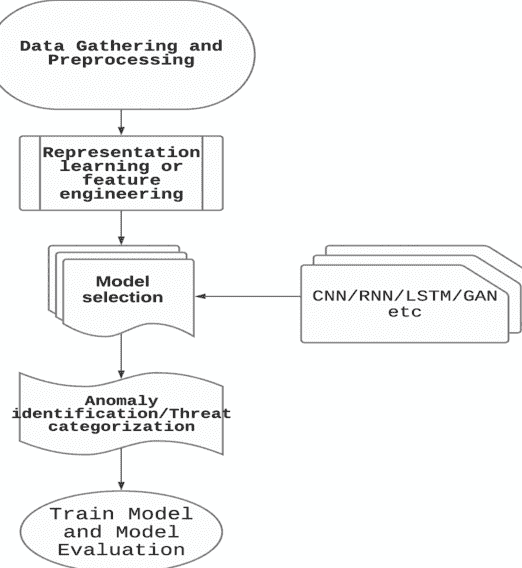 Data Gathering and
Preprocessing
Representation
learning or
feature
engineering
Model
selection
CNN/RNN/LSTM/GAN
etc
Anomaly
identification/Threat
categorization
Train Model
and Model
Evaluation